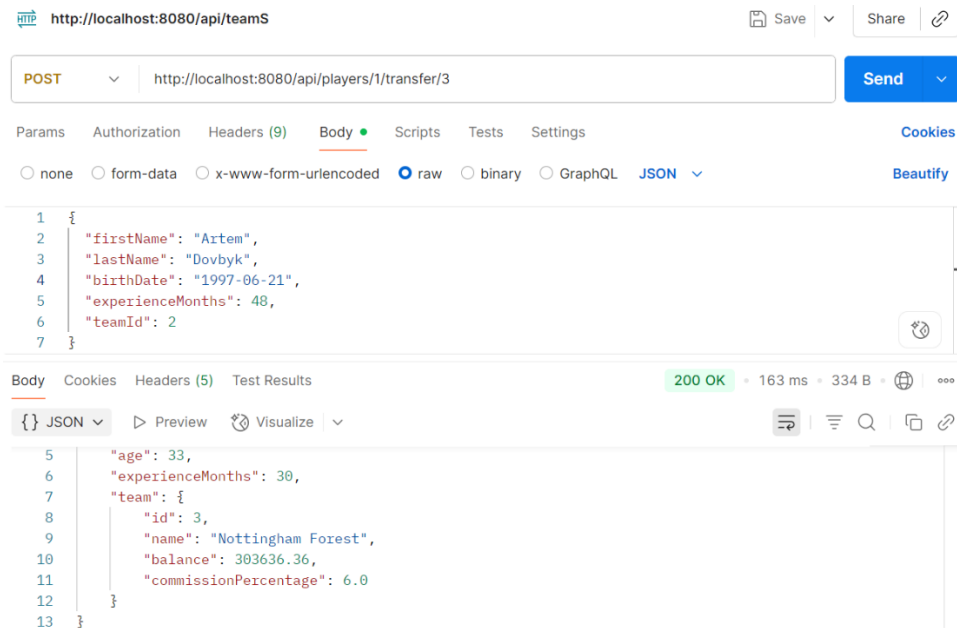 HTTP http://localhost:8080/api/teamS Save Share
POST http://localhost:8080/api/players/1/transfer/3 Send
Params Authorization Headers (9) Body Scripts Tests Settings Cookies
none form-data x-www-form-urlencoded raw binary GraphQL JSON Beautify
1 {
2 "firstName": "Artem",
3 "lastName": "Dovbyk",
4 "birthDate": "1997-06-21",
5 "experienceMonths": 48,
6 "teamId": 2
7 }
Body Cookies Headers (5) Test Results 200 OK 163 ms 334 B
{} JSON Preview Visualize
5 "age": 33,
6 "experienceMonths": 30,
7 "team": {
8 "id": 3,
9 "name": "Nottingham Forest",
10 "balance": 303636.36,
11 "commissionPercentage": 6.0
12 }
13 }